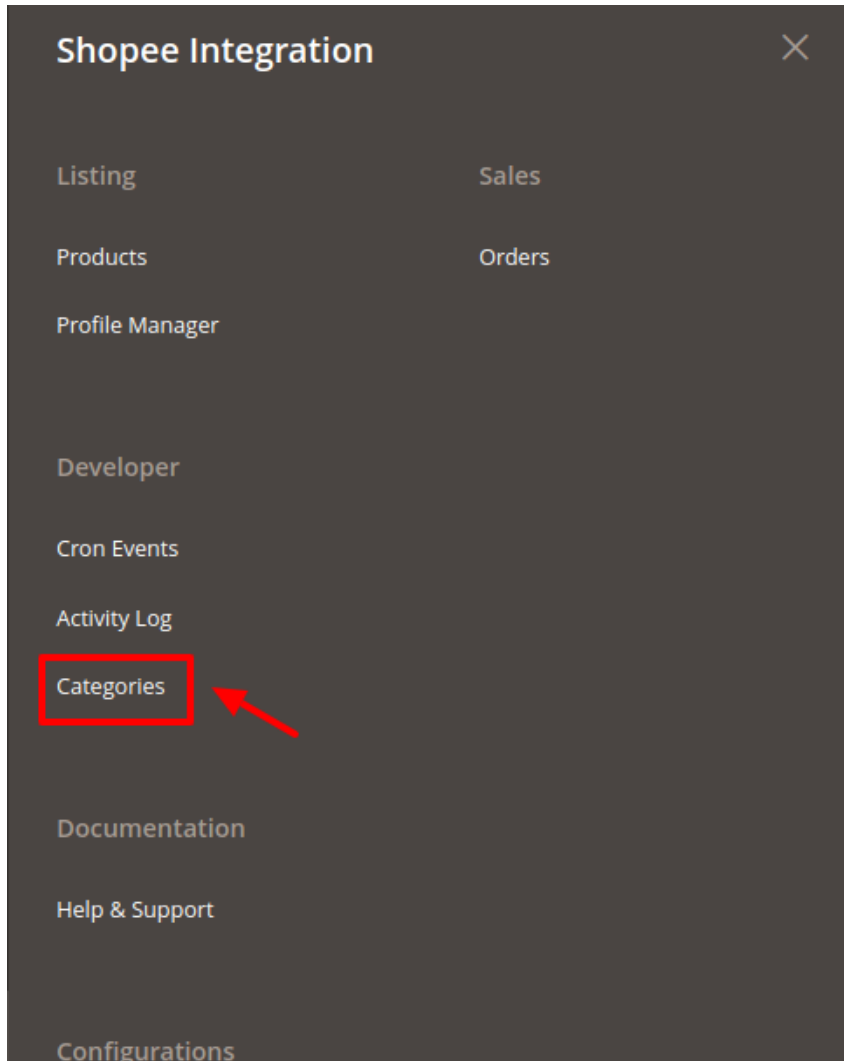 Shopee Integration
Listing
Sales
Products
Orders
Profile Manager
Developer
Cron Events
Activity Log
Categories
Documentation
Help & Support
Configurations